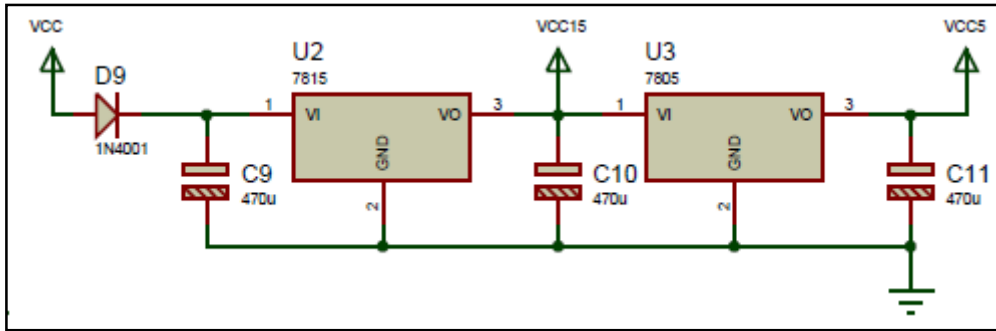 VCC
VCC15
VCC5
D9
1N4001
U2
7815
U3
7805
1
VI
VO
3
GND
2
1
VI
VO
3
GND
2
C9
470u
C10
470u
C11
470u